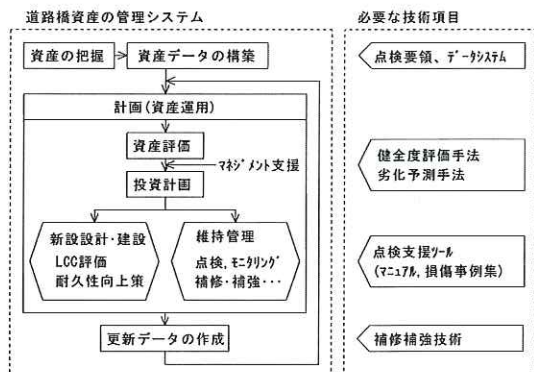 道路橋資産の管理システム
必要な技術項目
資産の把握
資産データの構築
点検要領、ﾃﾞｰﾀｼｽﾃﾑ
計画(資産運用)
資産評価
ﾏﾈｼﾞﾒﾝﾄ支援
健全度評価手法
劣化予測手法
投資計画
新設設計・建設
LCC評価
耐久性向上策
維持管理
点検,ﾓﾆﾀﾘﾝｸﾞ
補修・補強・・・
点検支援ﾂｰﾙ
(ﾏﾆｭｱﾙ,損傷事例集)
更新データの作成
補修補強技術